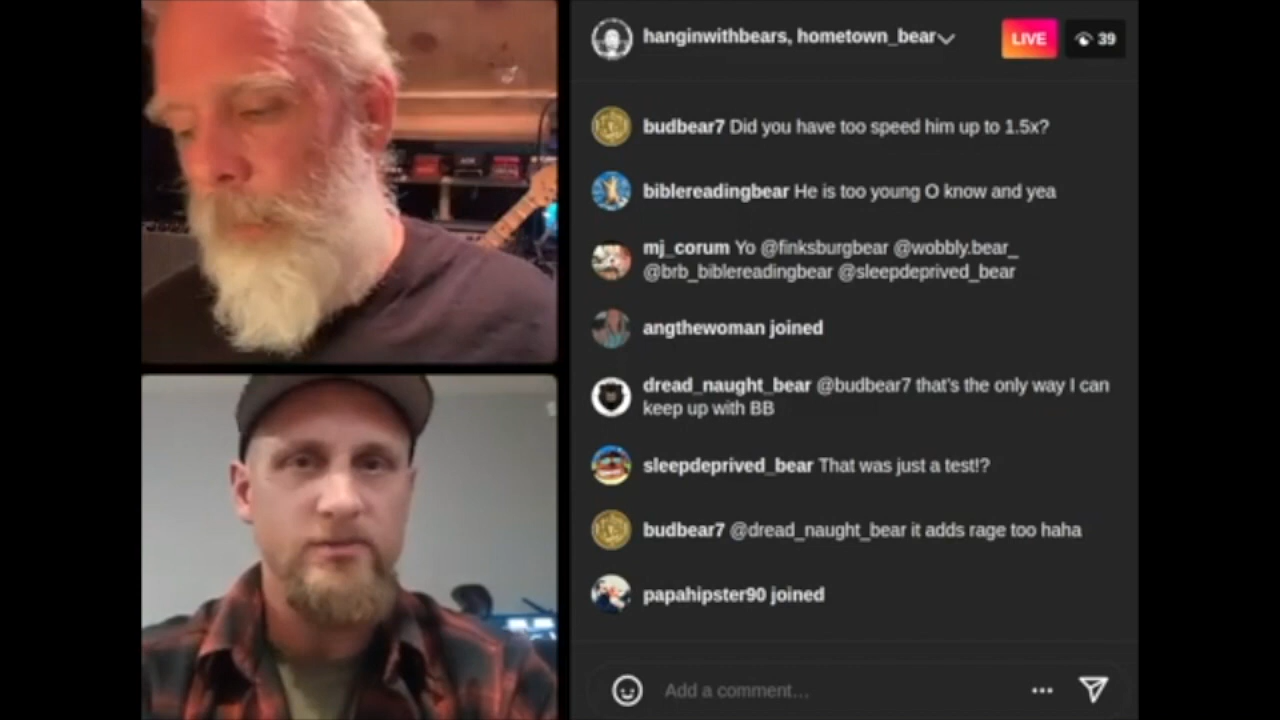 hanginwithbears, hometown_bear
LIVE
39
budbear7 Did you have too speed him up to 1.5x?
biblereadingbear He is too young O know and yea
mj_corum Yo @finksburgbear @wobbly.bear_
@brb_biblereadingbear @sleepdeprived_bear
angthewoman joined
dread_naught_bear @budbear7 that's the only way I can
keep up with BB
sleepdeprived_bear That was just a test!?
budbear7 @dread_naught_bear it adds rage too haha
papahipster90 joined
Add a comment...